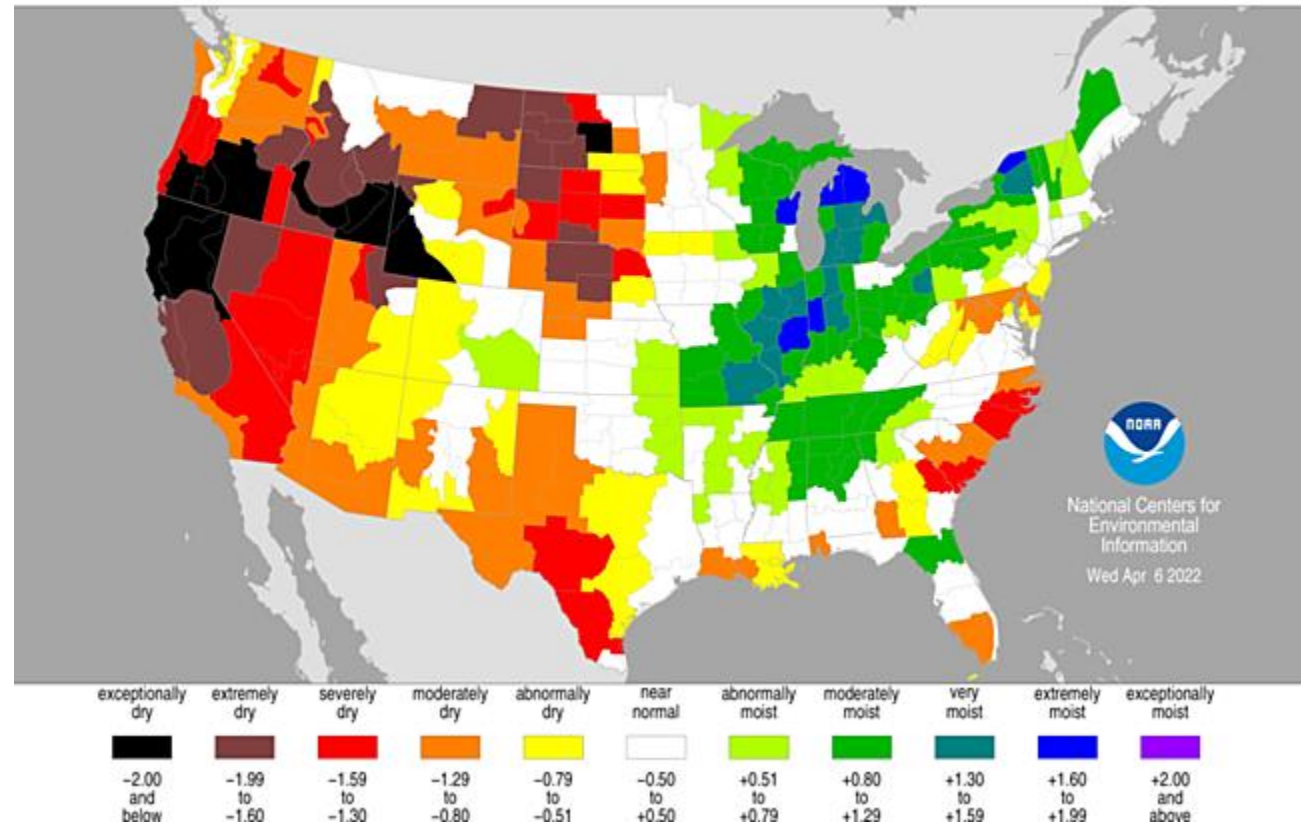 NOAA
National Centers for
Environmental
Information
Wed Apr 6 2022
exceptionally extremely severely moderately abnormally near abnormally moderately very extremely exceptionally
dry dry dry dry dry normal moist moist moist moist moist
−2.00 −1.99 −1.59 −1.29 −0.79 −0.50 +0.51 +0.80 +1.30 +1.60 +2.00
and to to to to to to to to to and
below −1.60 −1.30 −0.80 −0.51 +0.50 +0.79 +1.29 +1.59 +1.99 above